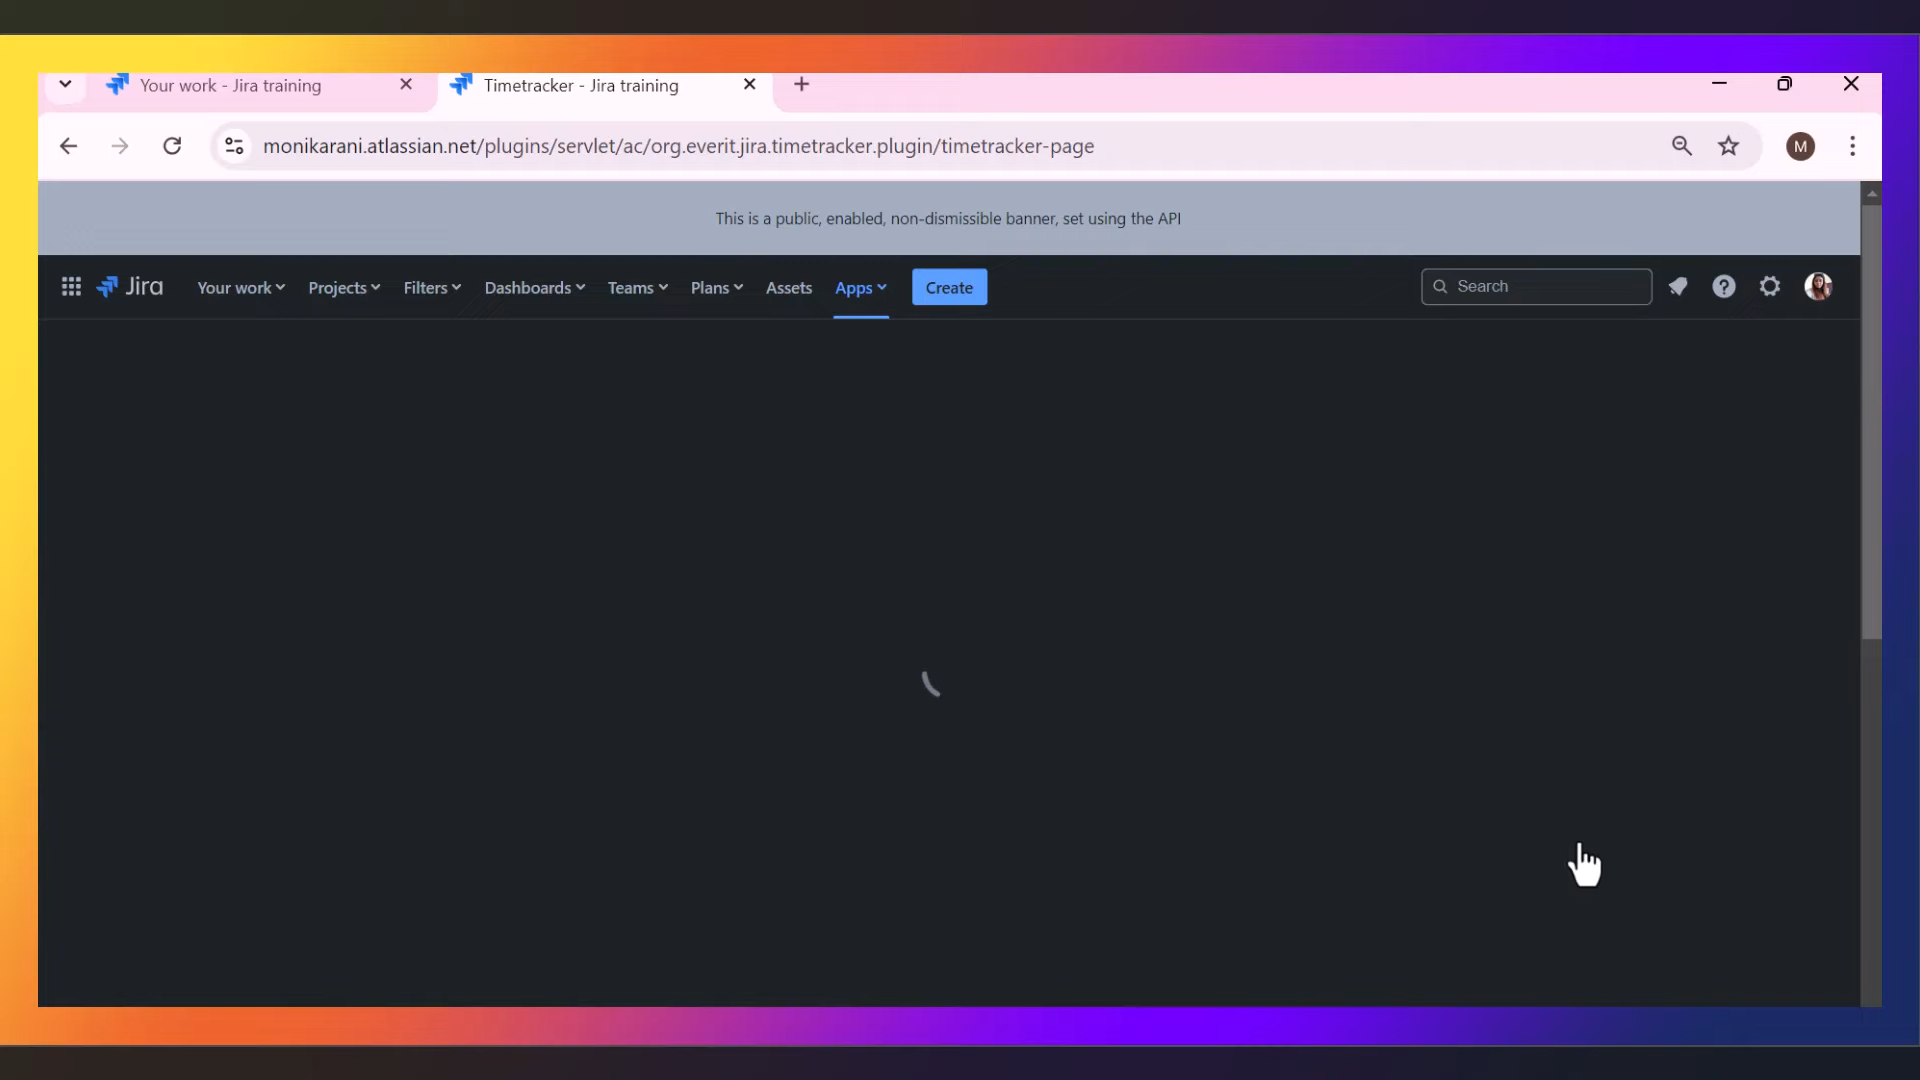 Your work - Jira training
Timetracker - Jira training
monikarani.atlassian.net/plugins/servlet/ac/org.everit.jira.timetracker.plugin/timetracker-page
M
This is a public, enabled, non-dismissible banner, set using the API
Jira Your work Projects Filters Dashboards Teams Plans Assets Apps Create Search